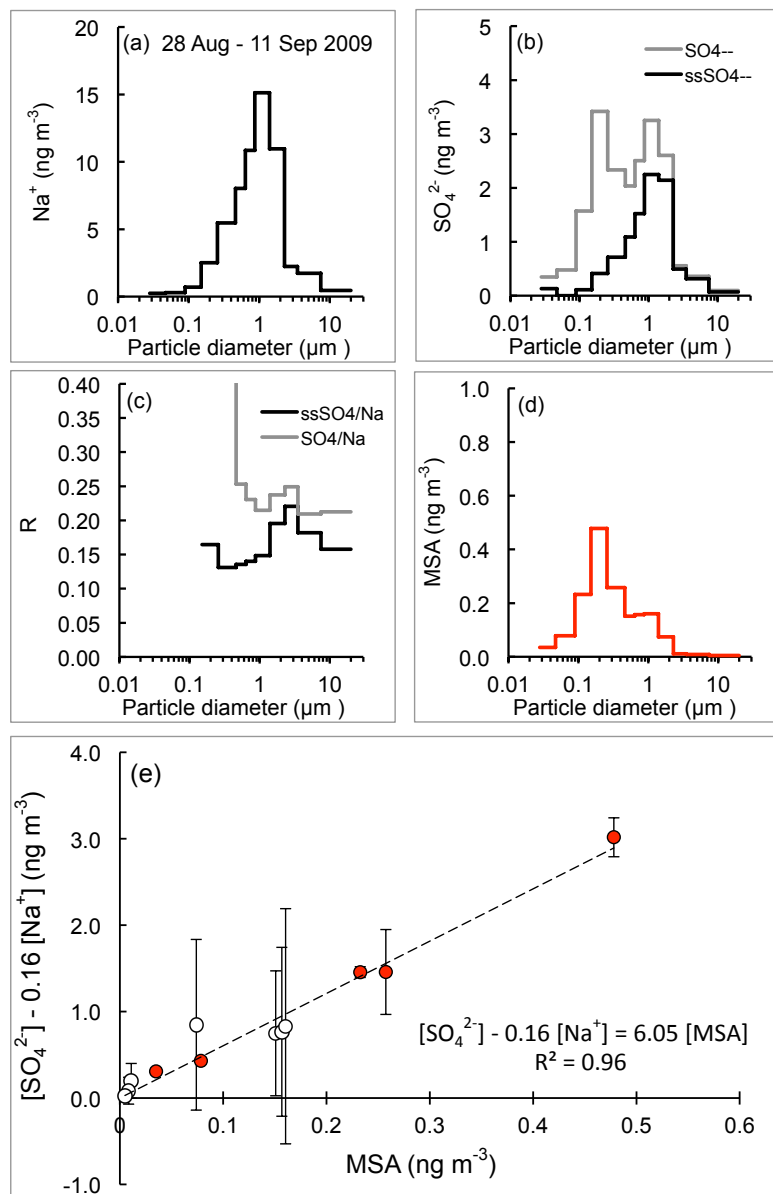 (a) 28 Aug - 11 Sep 2009
Na⁺ (ng m⁻³)
20
15
10
5
0
0.01 0.1 1 10
Particle diameter (µm )
(b)
SO4--
ssSO4--
SO₄²⁻ (ng m⁻³)
5
4
3
2
1
0
0.01 0.1 1 10
Particle diameter (µm )
(c)
ssSO4/Na
SO4/Na
R
0.40
0.35
0.30
0.25
0.20
0.15
0.10
0.05
0.00
0.01 0.1 1 10
Particle diameter (µm )
(d)
MSA (ng m⁻³)
1.0
0.8
0.6
0.4
0.2
0.0
0.01 0.1 1 10
Particle diameter (µm )
(e)
[SO₄²⁻] - 0.16 [Na⁺] (ng m⁻³)
4.0
3.0
2.0
1.0
0.0
-1.0
[SO₄²⁻] - 0.16 [Na⁺] = 6.05 [MSA]
R² = 0.96
0 0.1 0.2 0.3 0.4 0.5 0.6
MSA (ng m⁻³)